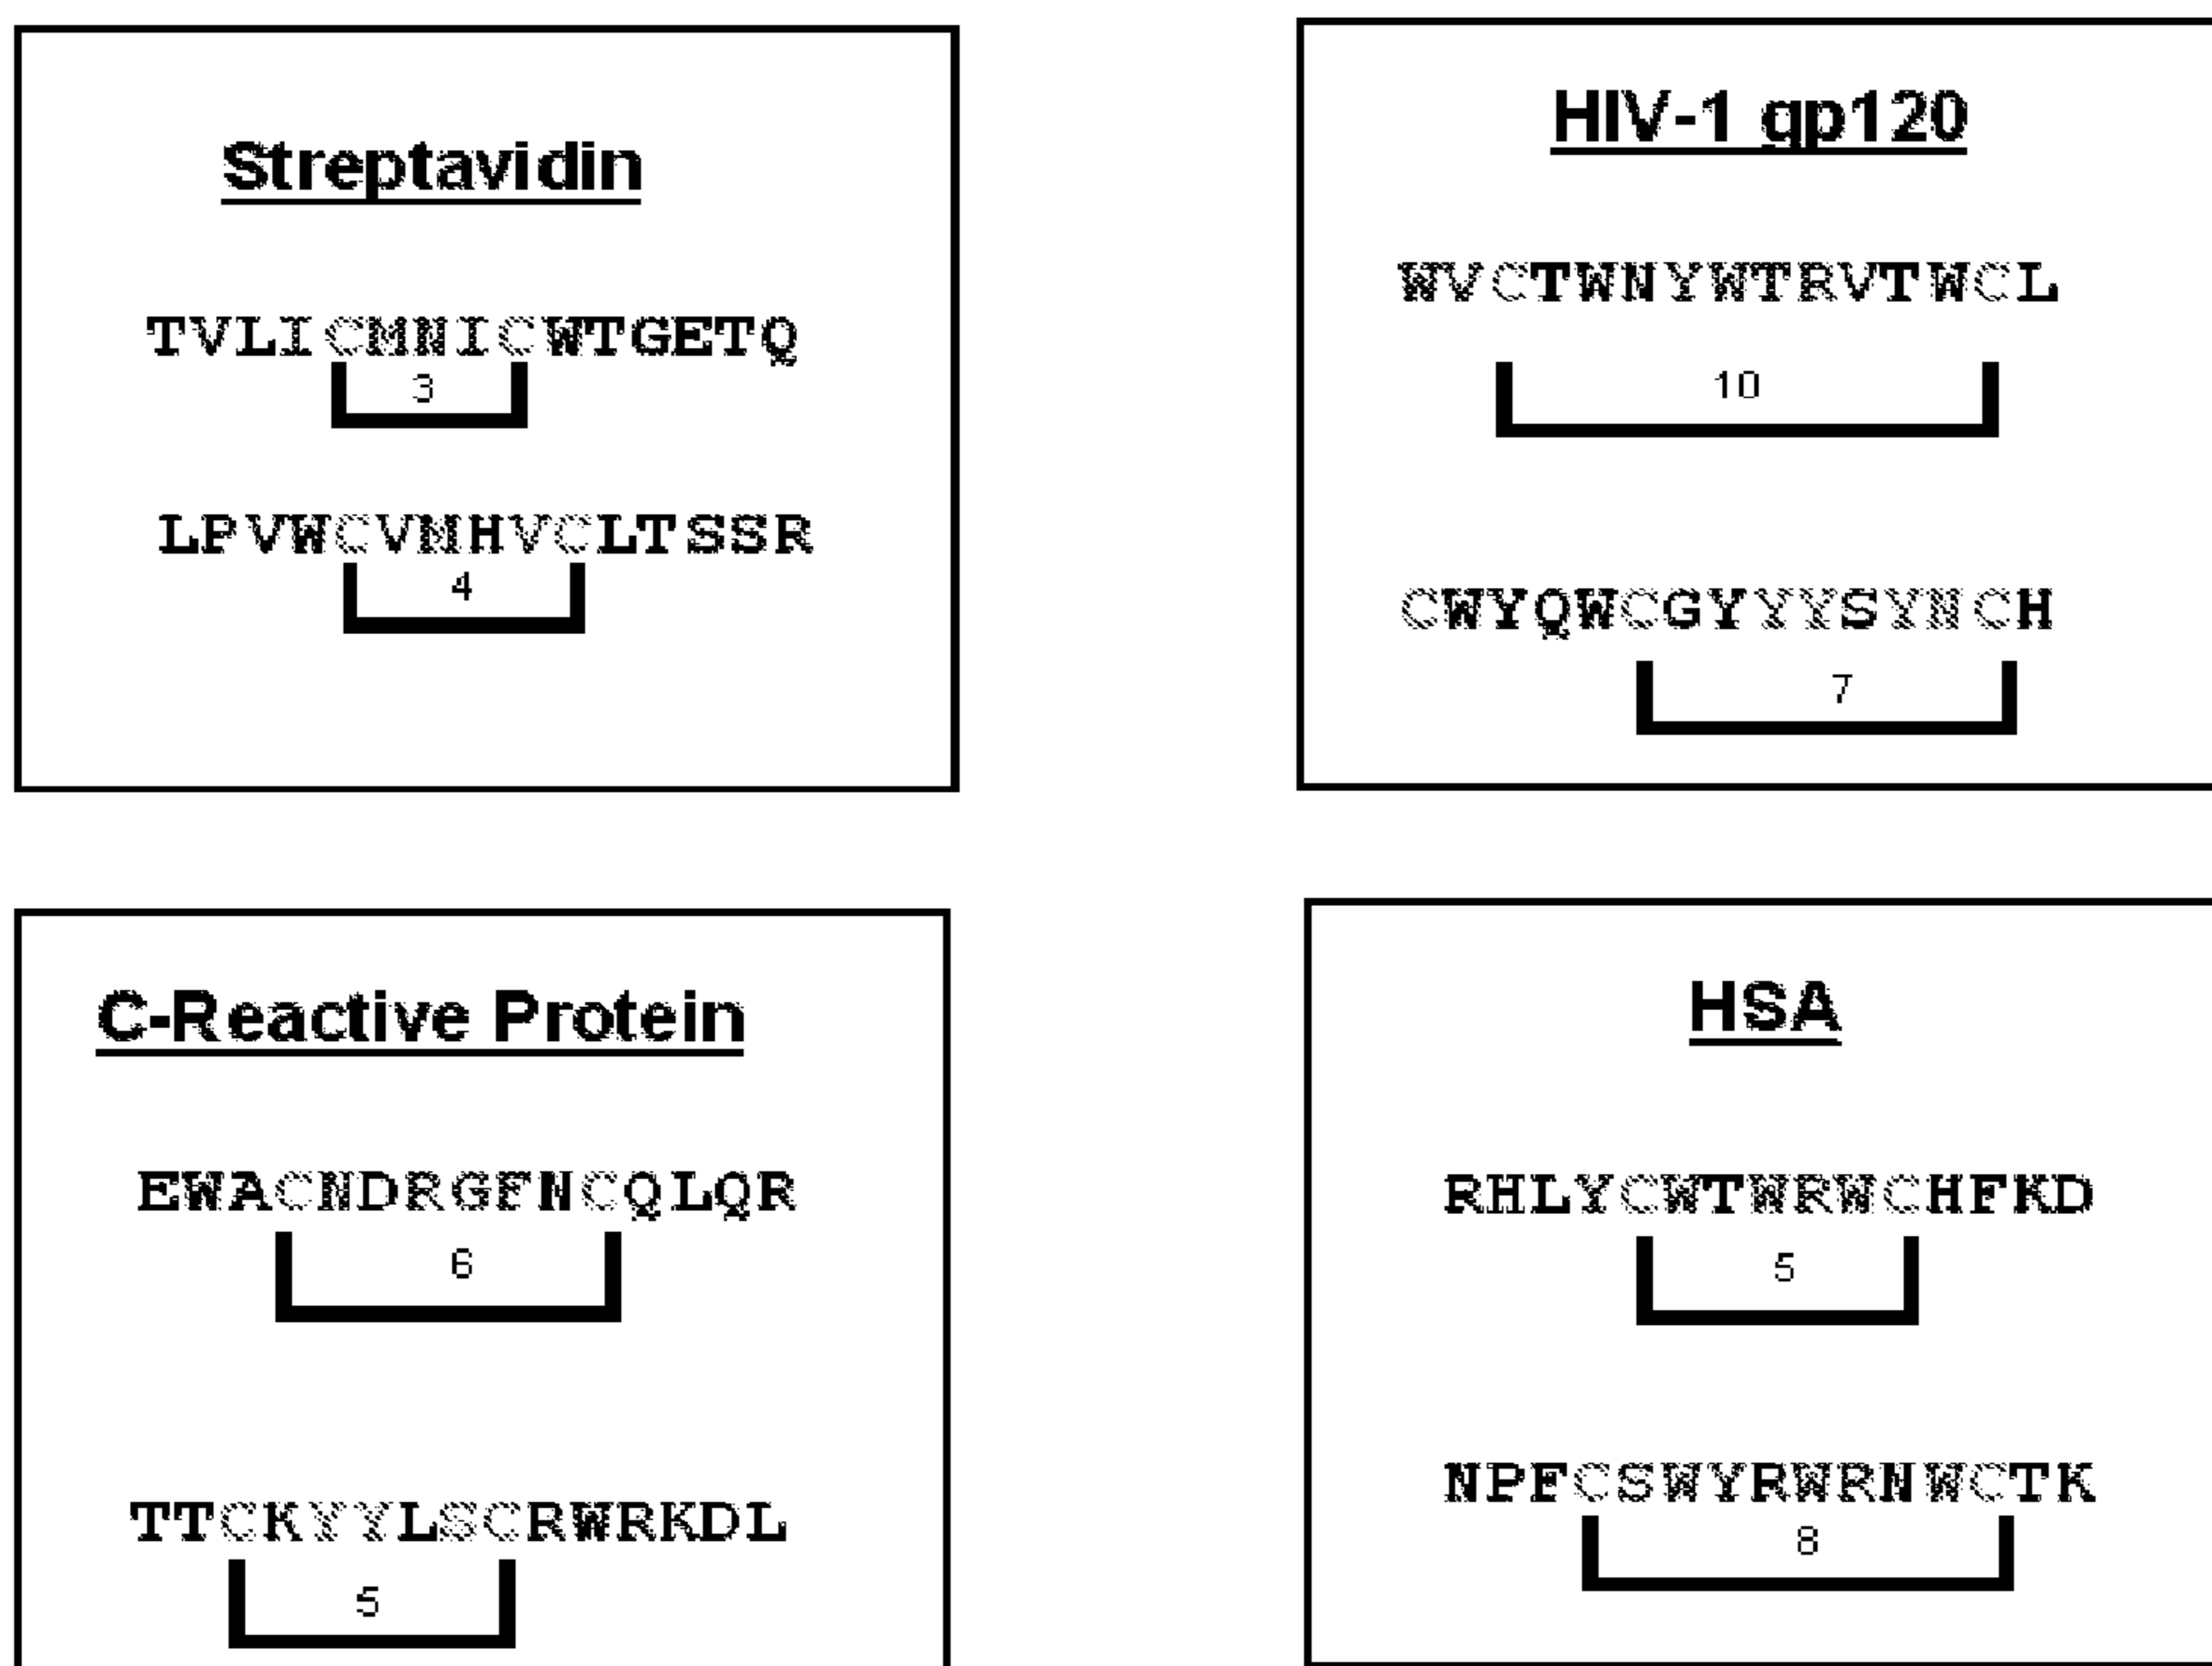 Streptavidin
TVLICMNICWTGETQ
3
LPVWCVNHVCLTSSR
4
HIV-1 gp120
WVCTWNYWTRVTWCL
10
CWYQWCGYYYSYNCH
7
C-Reactive Protein
EWACNDRGFNCQLQR
6
TTCKYYLSCRWRKDL
5
HSA
RHLYCWTWRWCHFKD
5
NPFCSWYRWRNWCTK
8